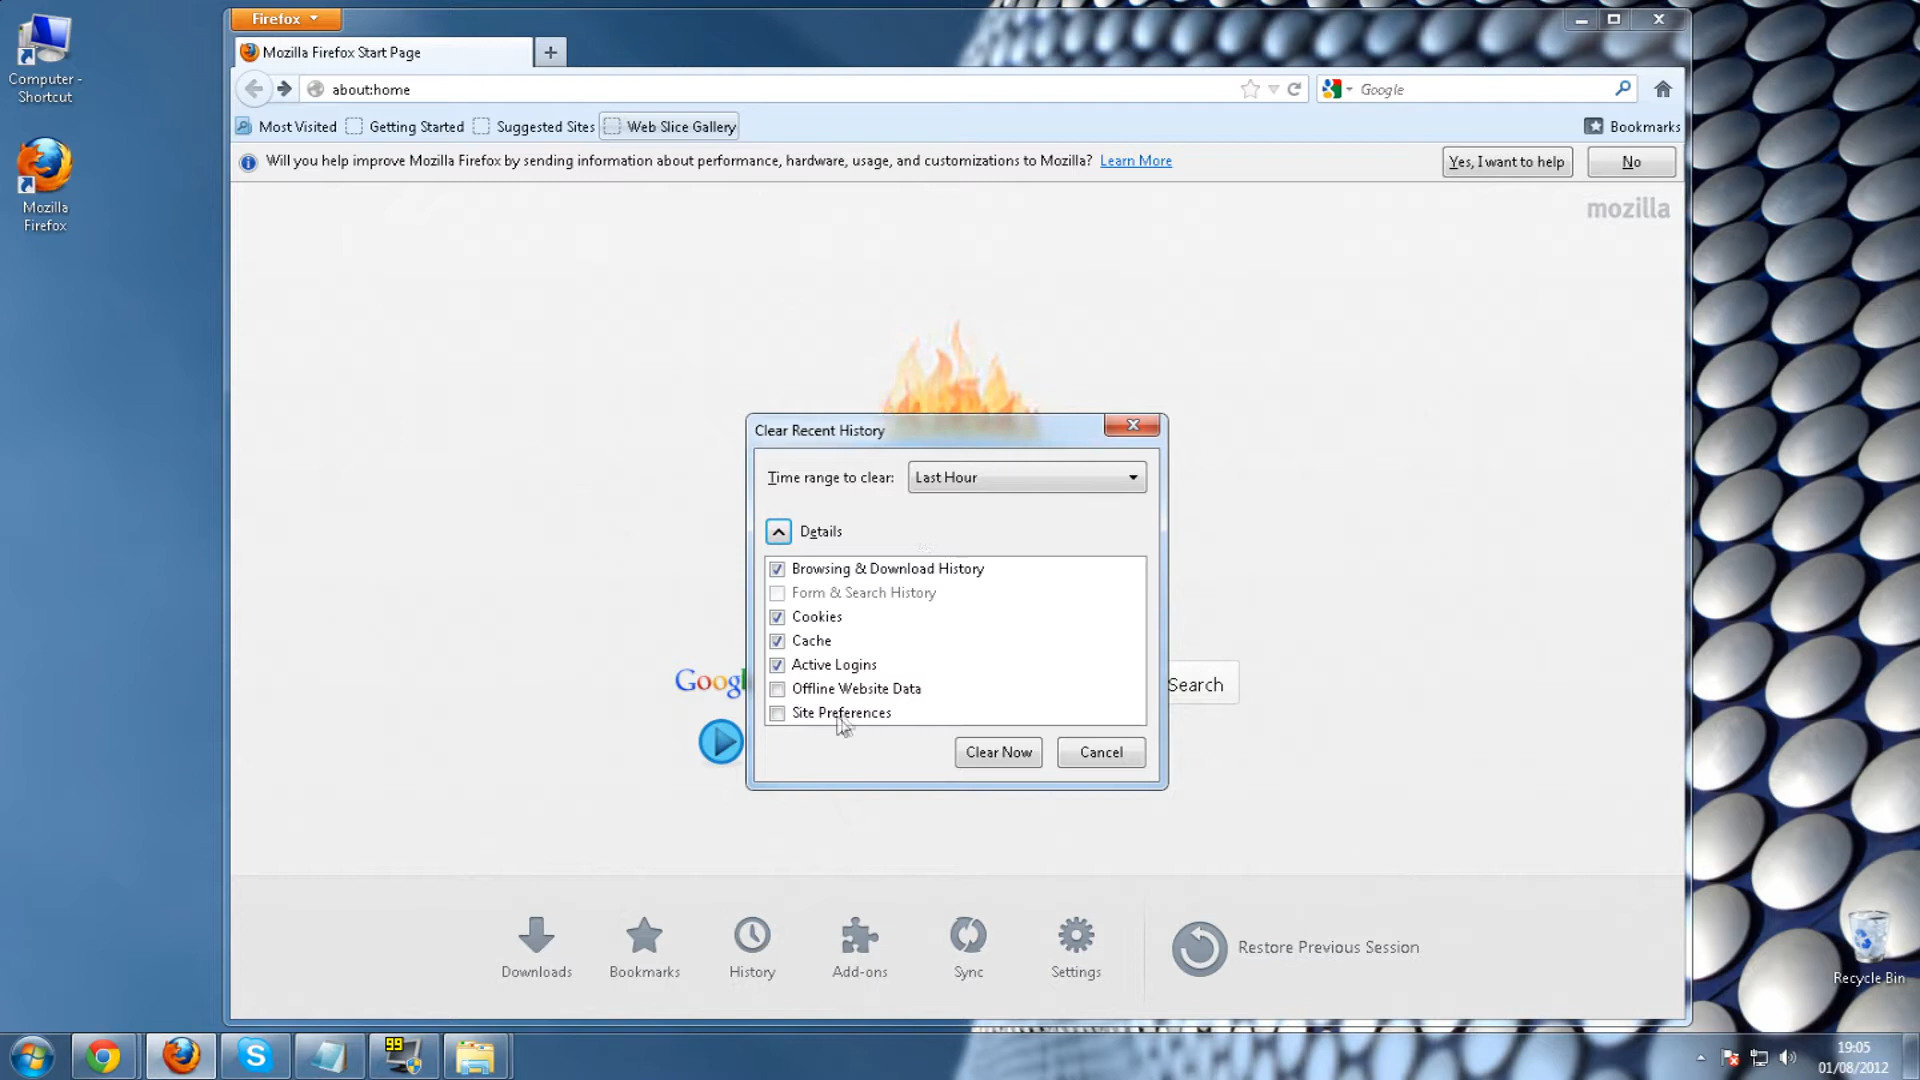 Firefox
Mozilla Firefox Start Page
about:home
Google
Most Visited
Getting Started
Suggested Sites
Web Slice Gallery
Bookmarks
Will you help improve Mozilla Firefox by sending information about performance, hardware, usage, and customizations to Mozilla? Learn More
Yes, I want to help
No
mozilla
Computer -
Shortcut
Mozilla
Firefox
Clear Recent History
Time range to clear:
Last Hour
Details
Browsing & Download History
Form & Search History
Cookies
Cache
Active Logins
Offline Website Data
Site Preferences
Clear Now
Cancel
Googl
Search
Downloads
Bookmarks
History
Add-ons
Sync
Settings
Restore Previous Session
Recycle Bin
99
19:05
01/08/2012